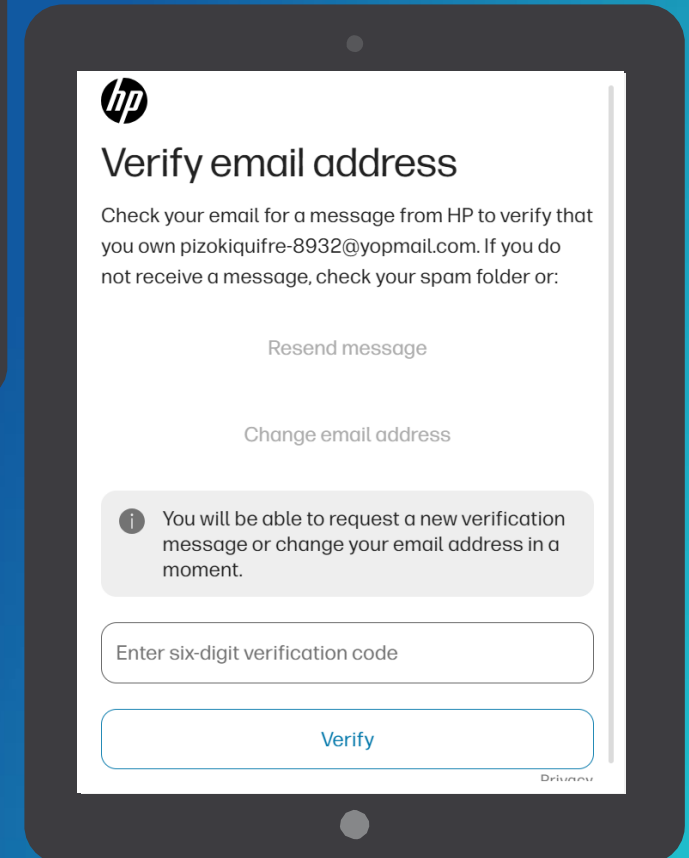 hp
Verify email address
Check your email for a message from HP to verify that
you own pizokiquifre-8932@yopmail.com. If you do
not receive a message, check your spam folder or:
Resend message
Change email address
You will be able to request a new verification
message or change your email address in a
moment.
Enter six-digit verification code
Verify
Privacy